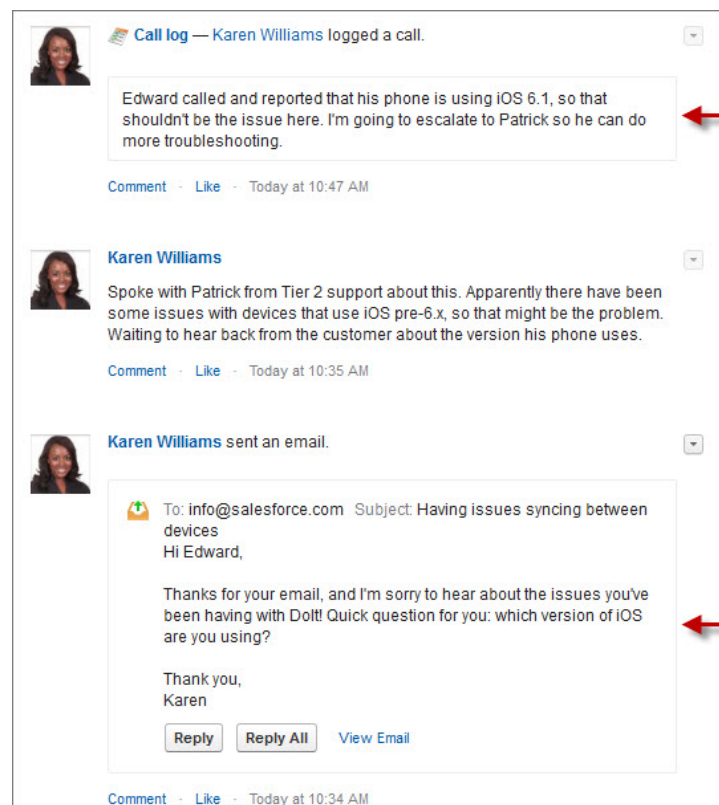 Call log — Karen Williams logged a call.
Edward called and reported that his phone is using iOS 6.1, so that
shouldn't be the issue here. I'm going to escalate to Patrick so he can do
more troubleshooting.
Comment · Like · Today at 10:47 AM
Karen Williams
Spoke with Patrick from Tier 2 support about this. Apparently there have been
some issues with devices that use iOS pre-6.x, so that might be the problem.
Waiting to hear back from the customer about the version his phone uses.
Comment · Like · Today at 10:35 AM
Karen Williams sent an email.
To: info@salesforce.com Subject: Having issues syncing between
devices
Hi Edward,
Thanks for your email, and I'm sorry to hear about the issues you've
been having with DoIt! Quick question for you: which version of iOS
are you using?
Thank you,
Karen
Reply Reply All View Email
Comment · Like · Today at 10:34 AM